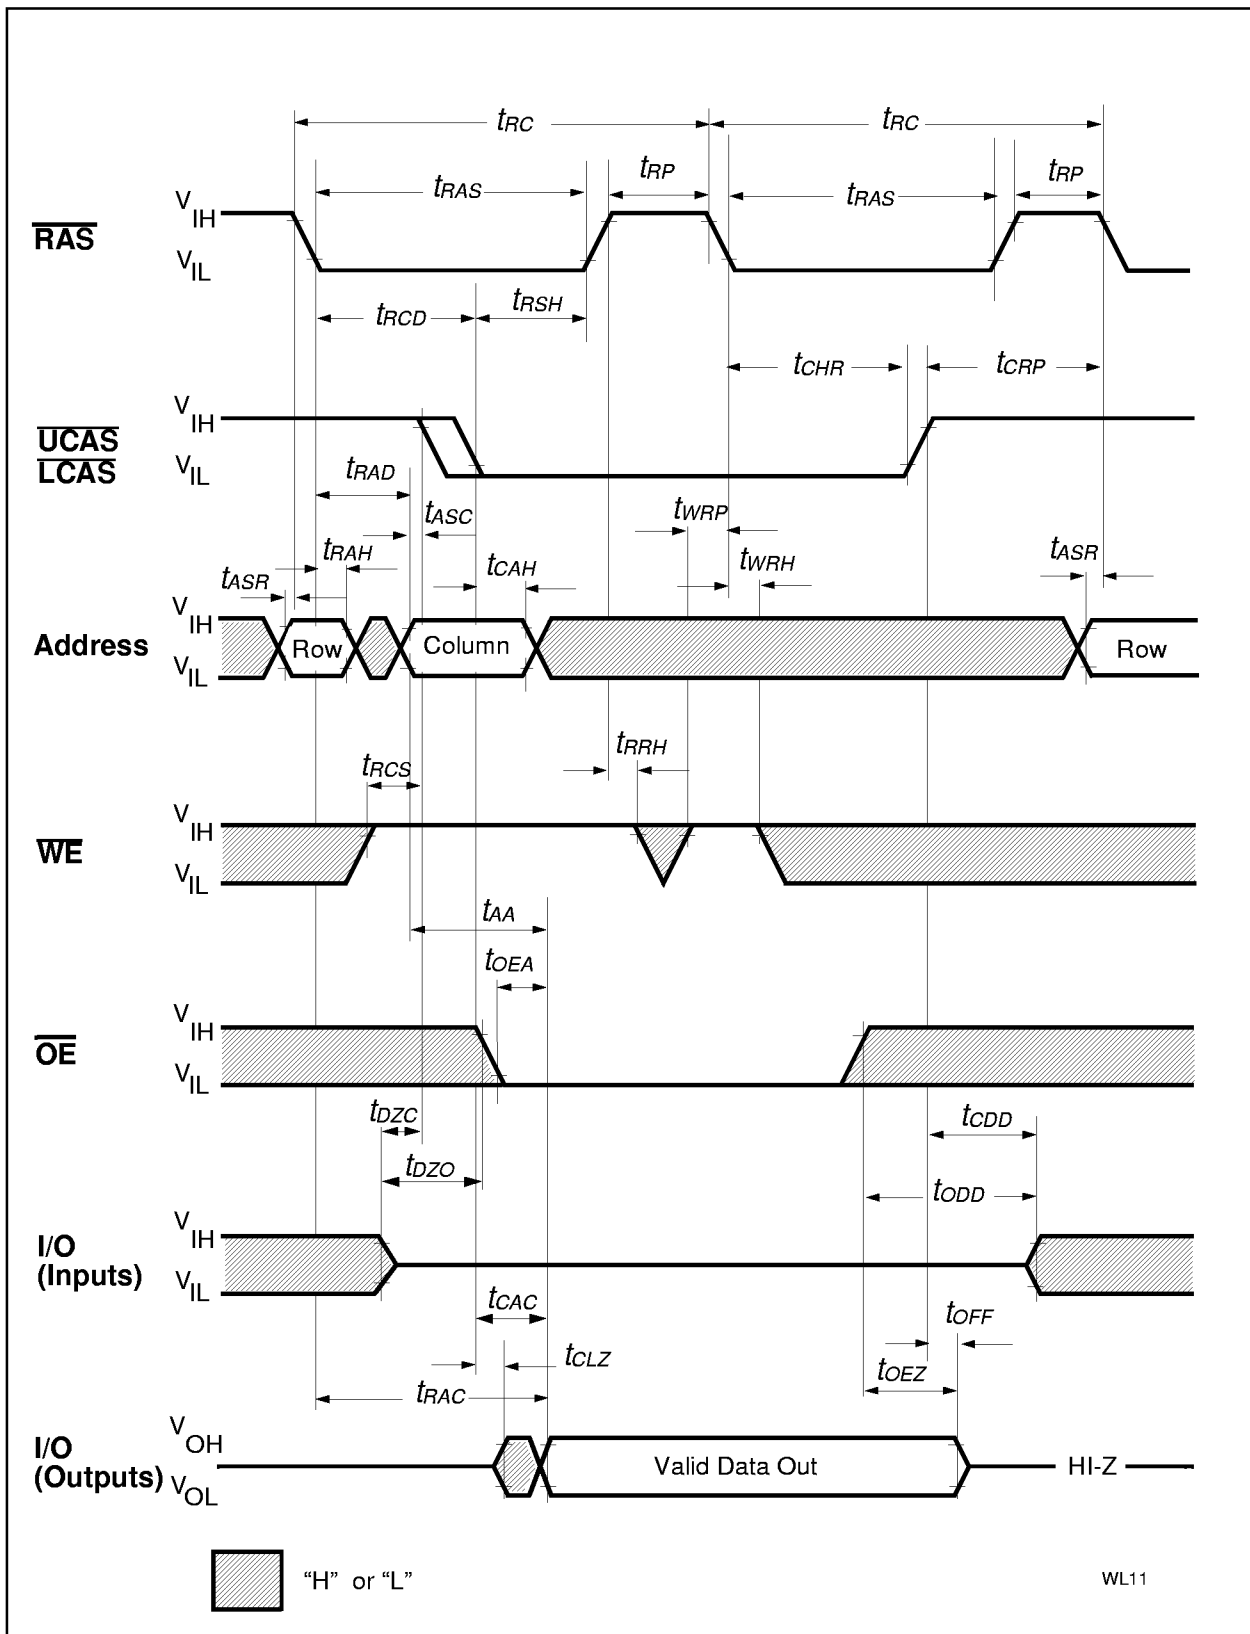 tRC tRC
tRAS tRP tRAS tRP
VIH
RAS
VIL
tRCD tRSH
tCHR tCRP
VIH
UCAS
LCAS
VIL
tRAD
tASC tWRP
tRAH tCAH tWRH tASR
tASR
VIH
Address Row Column Row
VIL
tRRH
tRCS
VIH
WE
VIL
tAA
tOEA
VIH
OE
VIL
tDZC tCDD
tDZO tODD
VIH
I/O
(Inputs)
VIL
tCAC tOFF
tCLZ tOEZ
tRAC
VOH
I/O
(Outputs)
VOL
Valid Data Out HI-Z
“H” or “L”
WL11